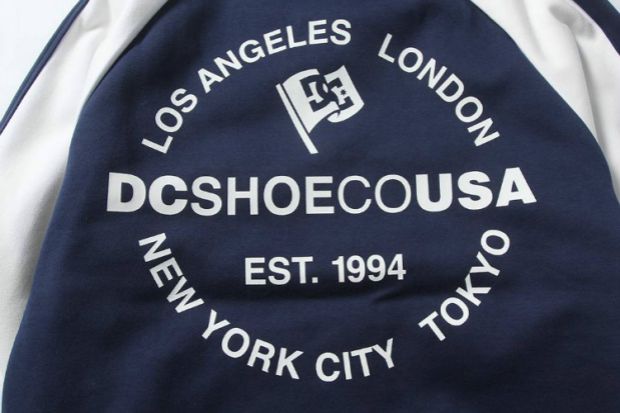 LOS ANGELES
LONDON
DCSHOECOUSA
EST. 1994
NEW YORK CITY
TOKYO